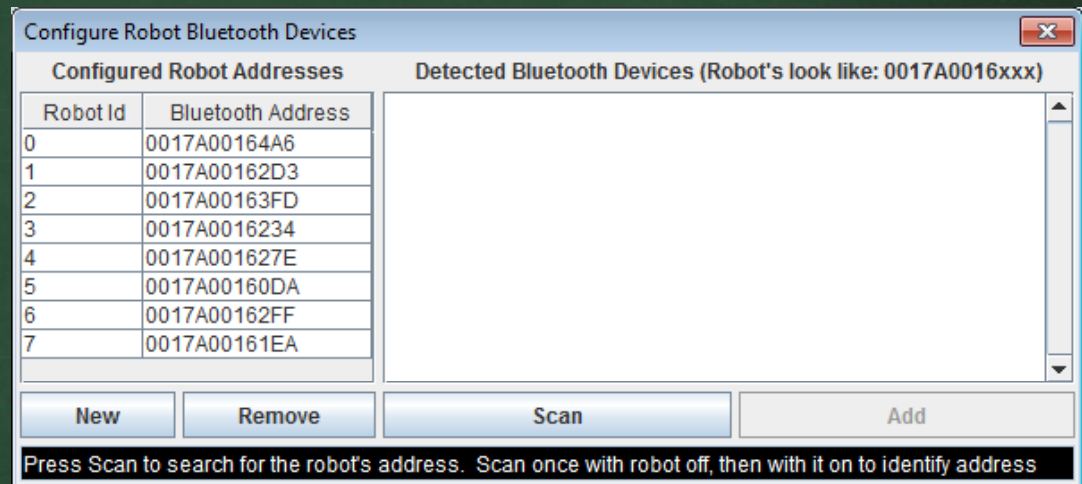 Configure Robot Bluetooth Devices
Configured Robot Addresses
Robot Id Bluetooth Address
0 0017A00164A6
1 0017A00162D3
2 0017A00163FD
3 0017A0016234
4 0017A001627E
5 0017A00160DA
6 0017A00162FF
7 0017A00161EA
Detected Bluetooth Devices (Robot's look like: 0017A0016xxx)
New Remove Scan Add
Press Scan to search for the robot's address. Scan once with robot off, then with it on to identify address